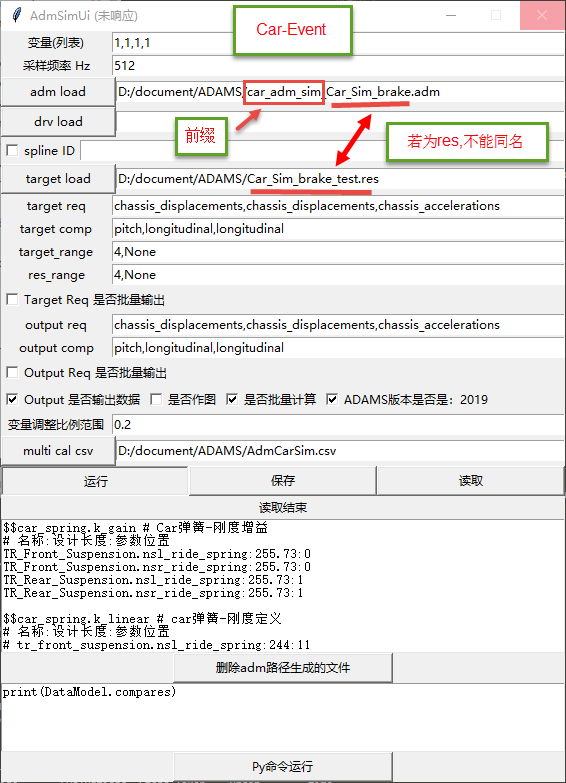 AdmSimUi (未响应)
Car-Event
变量(列表) 1,1,1,1
采样频率 Hz 512
adm load D:/document/ADAMS/car_adm_sim_Car_Sim_brake.adm
drv load
前缀
若为res,不能同名
spline ID
target load D:/document/ADAMS/Car_Sim_brake_test.res
target req chassis_displacements,chassis_displacements,chassis_accelerations
target comp pitch,longitudinal,longitudinal
target_range 4,None
res_range 4,None
Target Req 是否批量输出
output req chassis_displacements,chassis_displacements,chassis_accelerations
output comp pitch,longitudinal,longitudinal
Output Req 是否批量输出
Output 是否输出数据 是否作图 是否批量计算 ADAMS版本是否是：2019
变量调整比例范围 0.2
multi cal csv D:/document/ADAMS/AdmCarSim.csv
运行 保存 读取
读取结束
$$car_spring.k_gain # Car弹簧-刚度增益
# 名称:设计长度:参数位置
TR_Front_Suspension.nsl_ride_spring:255.73:0
TR_Front_Suspension.nsr_ride_spring:255.73:0
TR_Rear_Suspension.nsl_ride_spring:255.73:1
TR_Rear_Suspension.nsr_ride_spring:255.73:1
$$car_spring.k_linear # car弹簧-刚度定义
# 名称:设计长度:参数位置
# tr_front_suspension.nsl_ride_spring:244:11
删除adm路径生成的文件
print(DataModel.compares)
Py命令运行